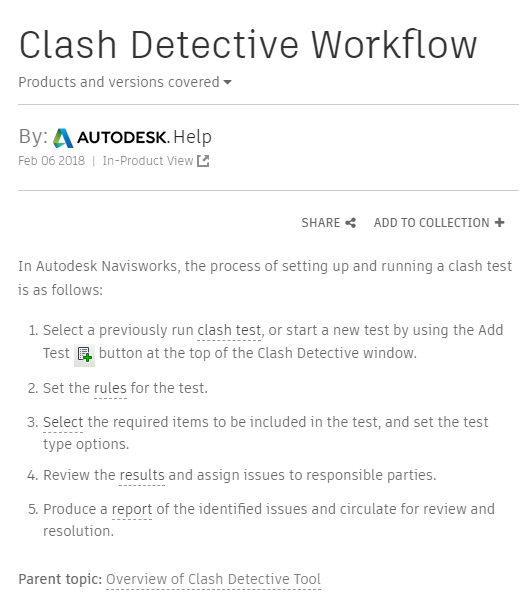 Clash Detective Workflow
Products and versions covered
By: AUTODESK. Help
Feb 06 2018 | In-Product View
SHARE ADD TO COLLECTION
In Autodesk Navisworks, the process of setting up and running a clash test
is as follows:
1. Select a previously run clash test, or start a new test by using the Add
Test button at the top of the Clash Detective window.
2. Set the rules for the test.
3. Select the required items to be included in the test, and set the test
type options.
4. Review the results and assign issues to responsible parties.
5. Produce a report of the identified issues and circulate for review and
resolution.
Parent topic: Overview of Clash Detective Tool